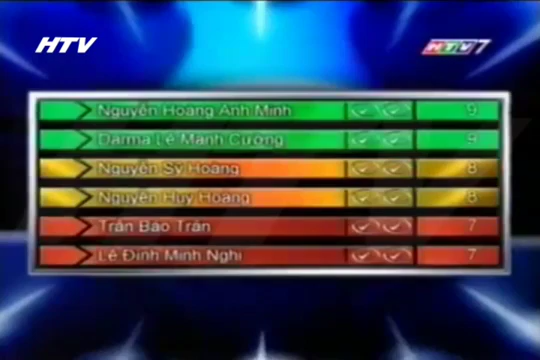 HTV
HTV7
Nguyễn Hoàng Anh Minh 9
Darma Lê Mạnh Cường 9
Nguyễn Sỹ Hoàng 8
Nguyễn Huy Hoàng 8
Trần Bảo Trân 7
Lê Đình Minh Nghi 7